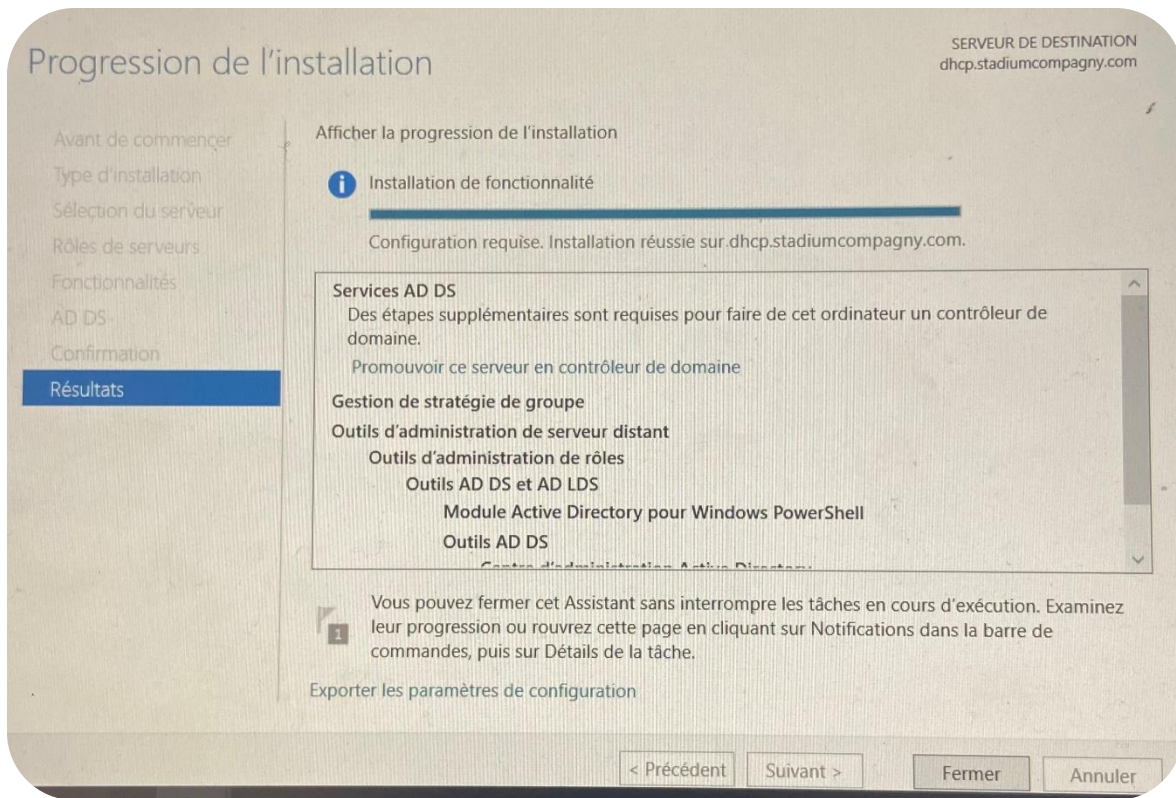 Progression de l'installation
SERVEUR DE DESTINATION
dhcp.stadiumcompagny.com
Avant de commencer
Type d'installation
Sélection du serveur
Rôles de serveurs
Fonctionnalités
AD DS
Confirmation
Résultats
Afficher la progression de l'installation
Installation de fonctionnalité
Configuration requise. Installation réussie sur dhcp.stadiumcompagny.com.
Services AD DS
Des étapes supplémentaires sont requises pour faire de cet ordinateur un contrôleur de
domaine.
Promouvoir ce serveur en contrôleur de domaine
Gestion de stratégie de groupe
Outils d'administration de serveur distant
Outils d'administration de rôles
Outils AD DS et AD LDS
Module Active Directory pour Windows PowerShell
Outils AD DS
Centre d'administration Active Directory
1
Vous pouvez fermer cet Assistant sans interrompre les tâches en cours d'exécution. Examinez
leur progression ou rouvrez cette page en cliquant sur Notifications dans la barre de
commandes, puis sur Détails de la tâche.
Exporter les paramètres de configuration
< Précédent
Suivant >
Fermer
Annuler